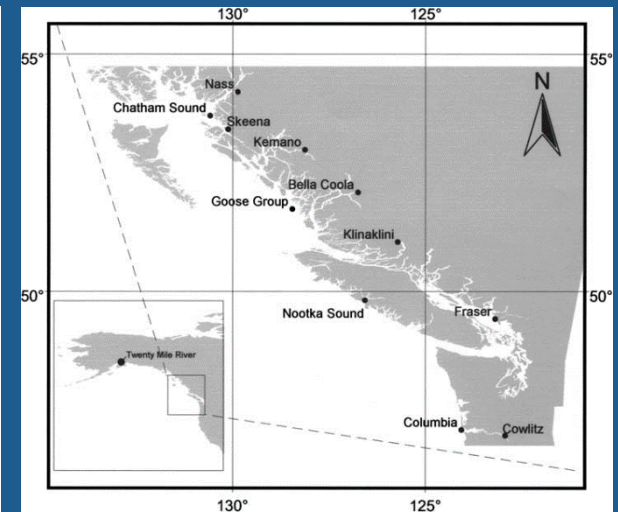 130°
125°
55°
55°
N
Nass
Chatham Sound
Skeena
Kemano
Bella Coola
Goose Group
Klinaklini
50°
50°
Nootka Sound
Fraser
Twenty Mile River
Columbia
Cowlitz
130°
125°